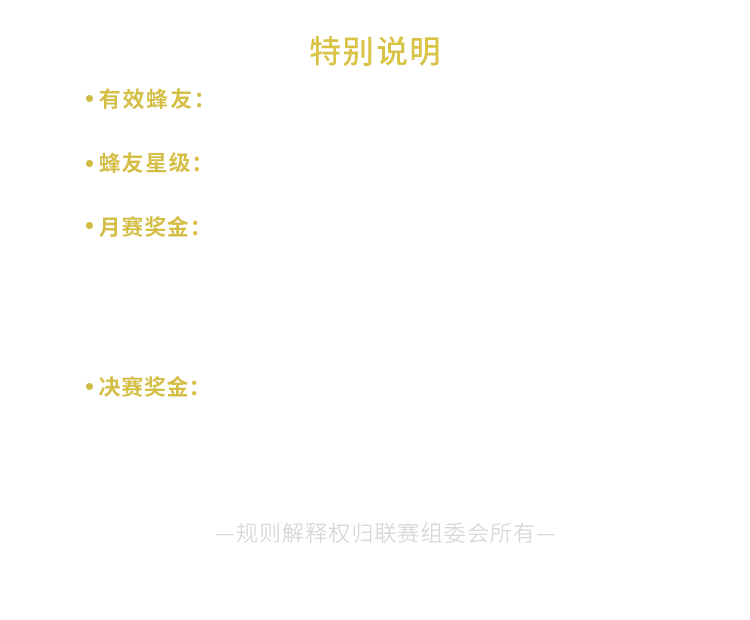 特别说明
•有效蜂友：
•蜂友星级：
•月赛奖金：
•决赛奖金：
—规则解释权归联赛组委会所有—